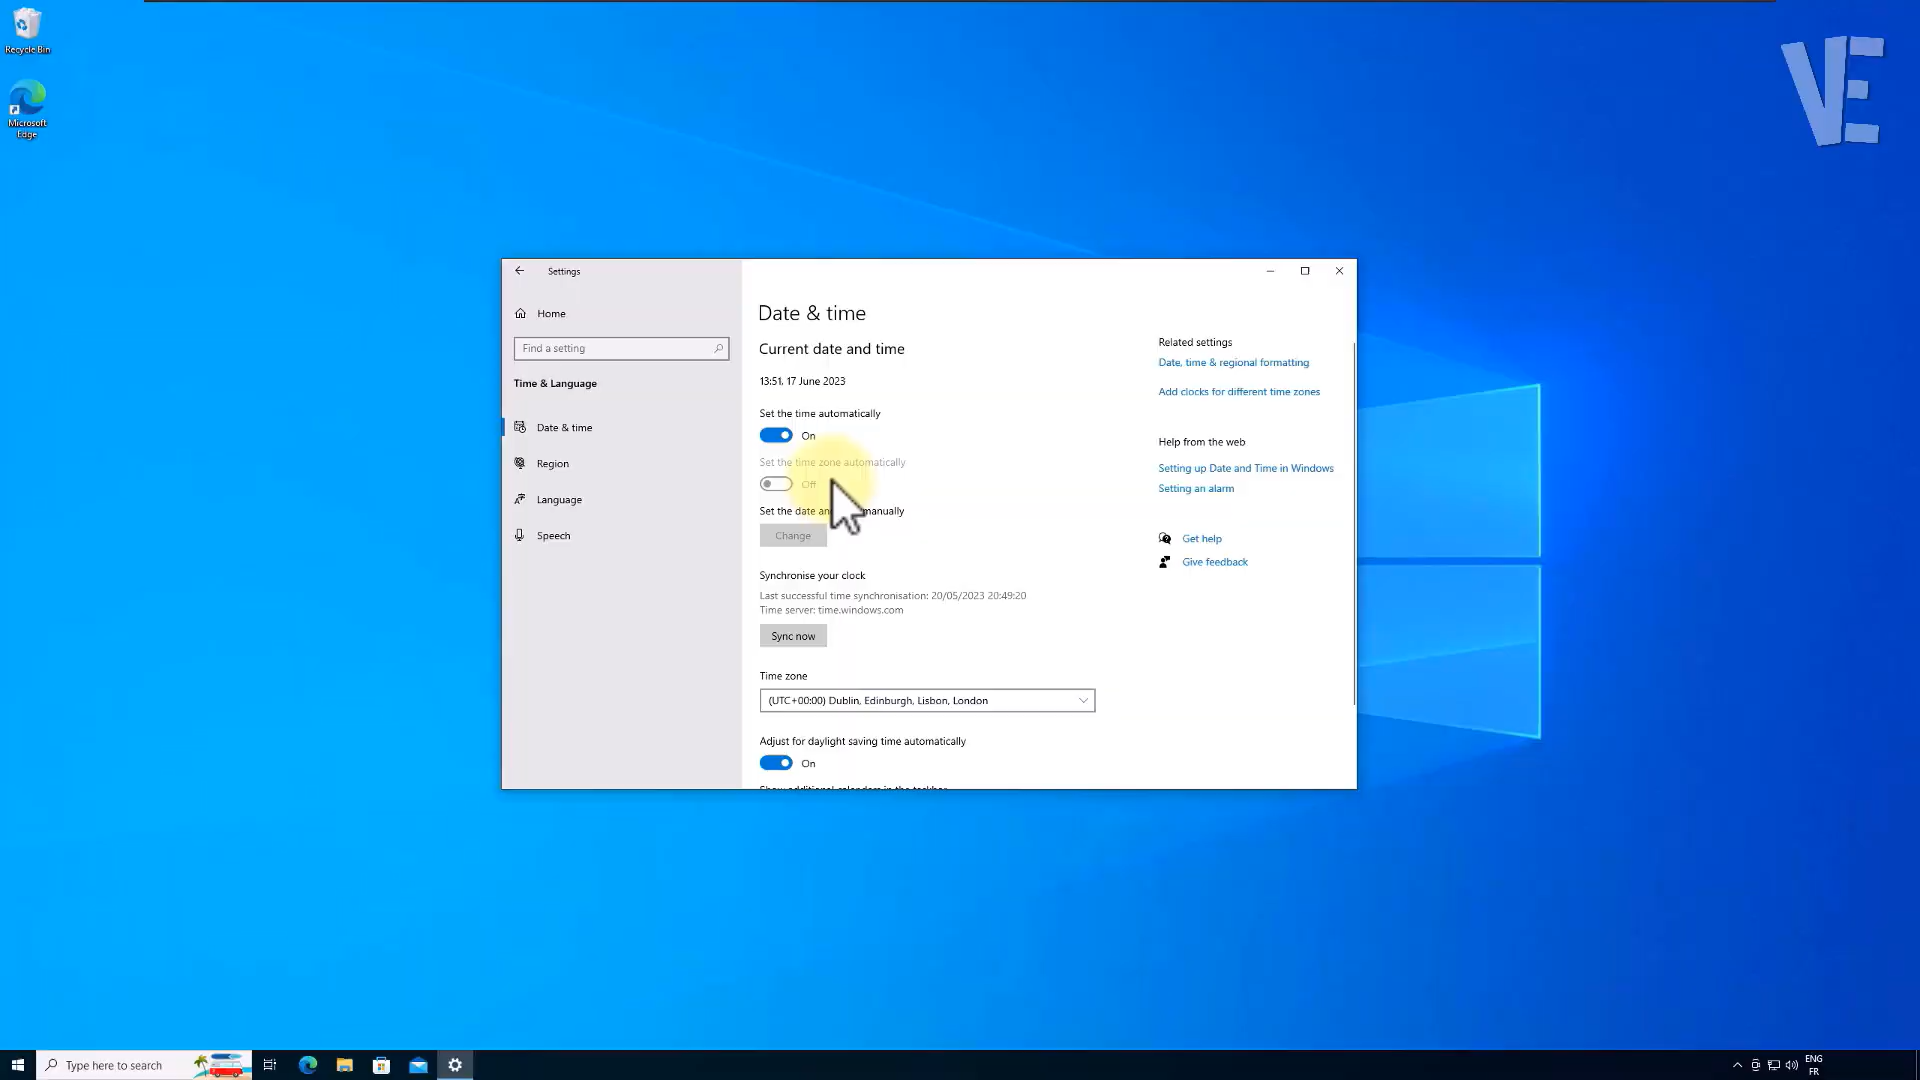 Recycle Bin
Microsoft
Edge
VE
Settings
Home
Find a setting
Time & Language
Date & time
Region
Language
Speech
Date & time
Current date and time
13:51, 17 June 2023
Set the time automatically
On
Set the time zone automatically
Off
Set the date an manually
Change
Synchronise your clock
Last successful time synchronisation: 20/05/2023 20:49:20
Time server: time.windows.com
Sync now
Time zone
(UTC+00:00) Dublin, Edinburgh, Lisbon, London
Adjust for daylight saving time automatically
On
Related settings
Date, time & regional formatting
Add clocks for different time zones
Help from the web
Setting up Date and Time in Windows
Setting an alarm
Get help
Give feedback
Type here to search
ENG
FR